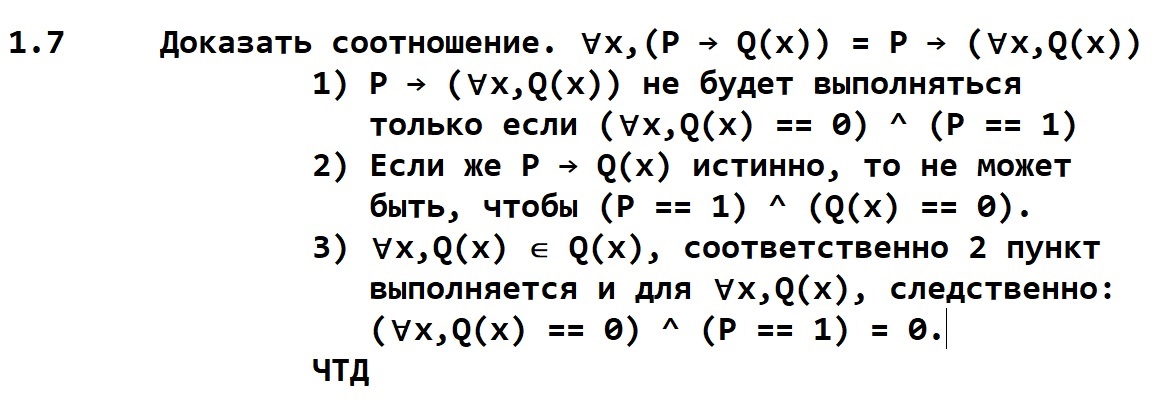 1.7 Доказать соотношение. ∀x,(P → Q(x)) = P → (∀x,Q(x))
1) P → (∀x,Q(x)) не будет выполняться
только если (∀x,Q(x) == 0) ^ (P == 1)
2) Если же P → Q(x) истинно, то не может
быть, чтобы (P == 1) ^ (Q(x) == 0).
3) ∀x,Q(x) ∈ Q(x), соответственно 2 пункт
выполняется и для ∀x,Q(x), следственно:
(∀x,Q(x) == 0) ^ (P == 1) = 0.
ЧТД